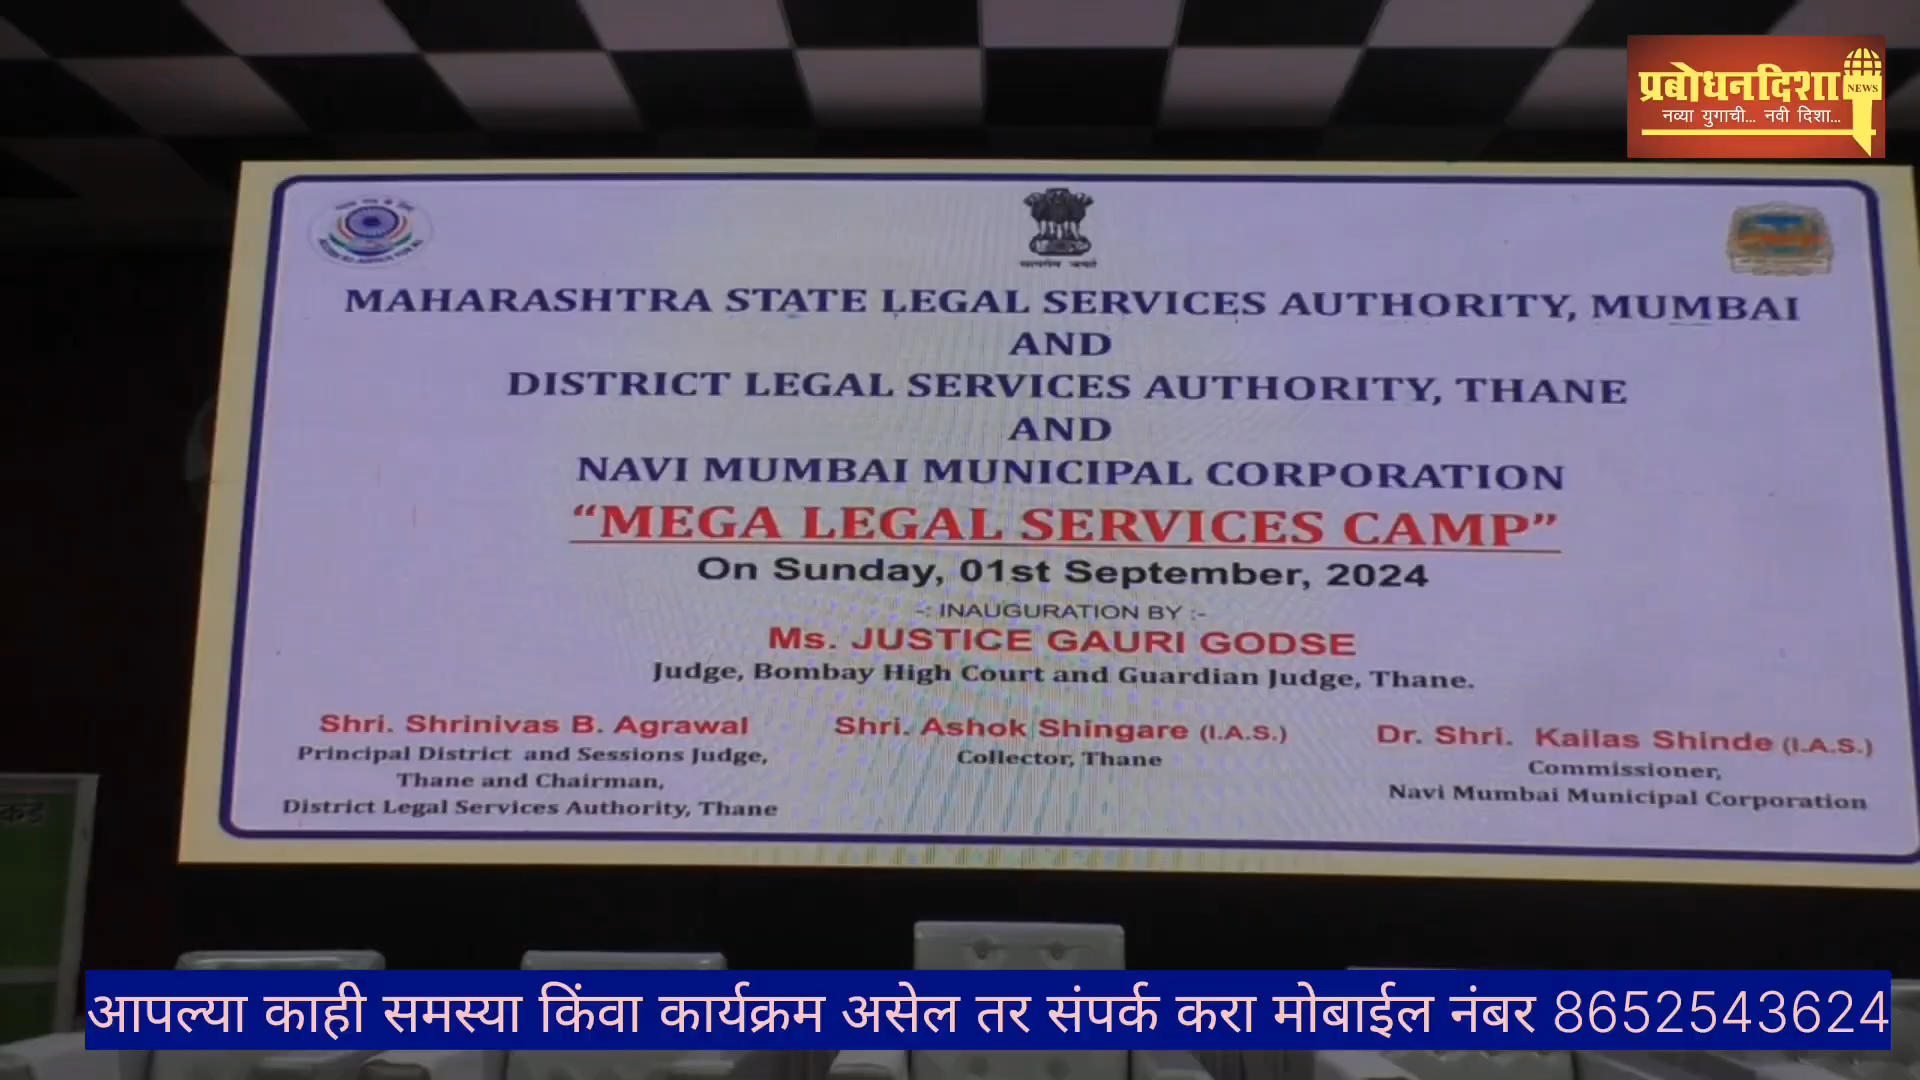 प्रबोधन दिशा
NEWS
नव्या युगाची... नवी दिशा...
MAHARASHTRA STATE LEGAL SERVICES AUTHORITY, MUMBAI
AND
DISTRICT LEGAL SERVICES AUTHORITY, THANE
AND
NAVI MUMBAI MUNICIPAL CORPORATION
“MEGA LEGAL SERVICES CAMP”
On Sunday, 01st September, 2024
-: INAUGURATION BY :-
Ms. JUSTICE GAURI GODSE
Judge, Bombay High Court and Guardian Judge, Thane.
Shri. Shrinivas B. Agrawal
Principal District and Sessions Judge,
Thane and Chairman,
District Legal Services Authority, Thane
Shri. Ashok Shingare (I.A.S.)
Collector, Thane
Dr. Shri. Kailas Shinde (I.A.S.)
Commissioner,
Navi Mumbai Municipal Corporation
आपल्या काही समस्या किंवा कार्यक्रम असेल तर संपर्क करा मोबाईल नंबर 8652543624